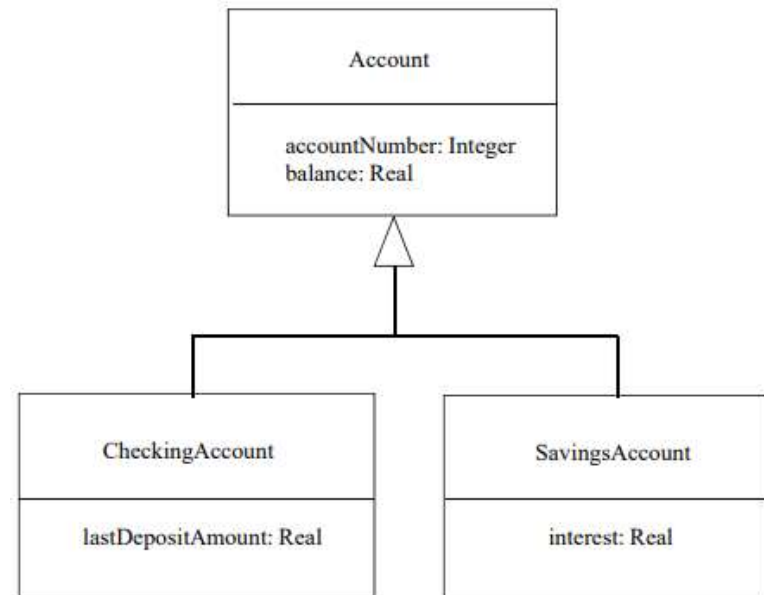 Account
accountNumber: Integer
balance: Real
CheckingAccount
SavingsAccount
lastDepositAmount: Real
interest: Real